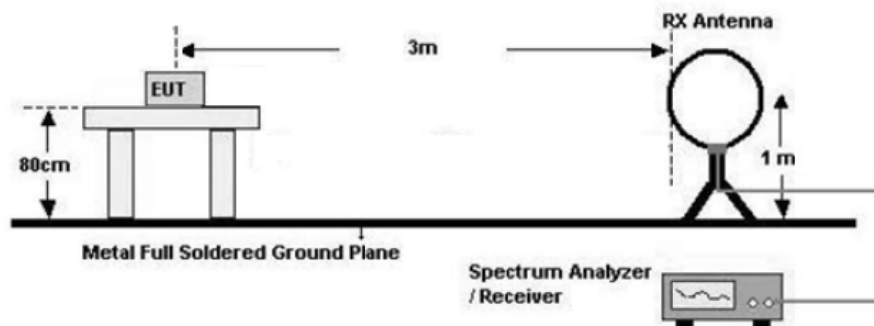 RX Antenna
3m
EUT
80cm
1 m
Metal Full Soldered Ground Plane
Spectrum Analyzer
/ Receiver